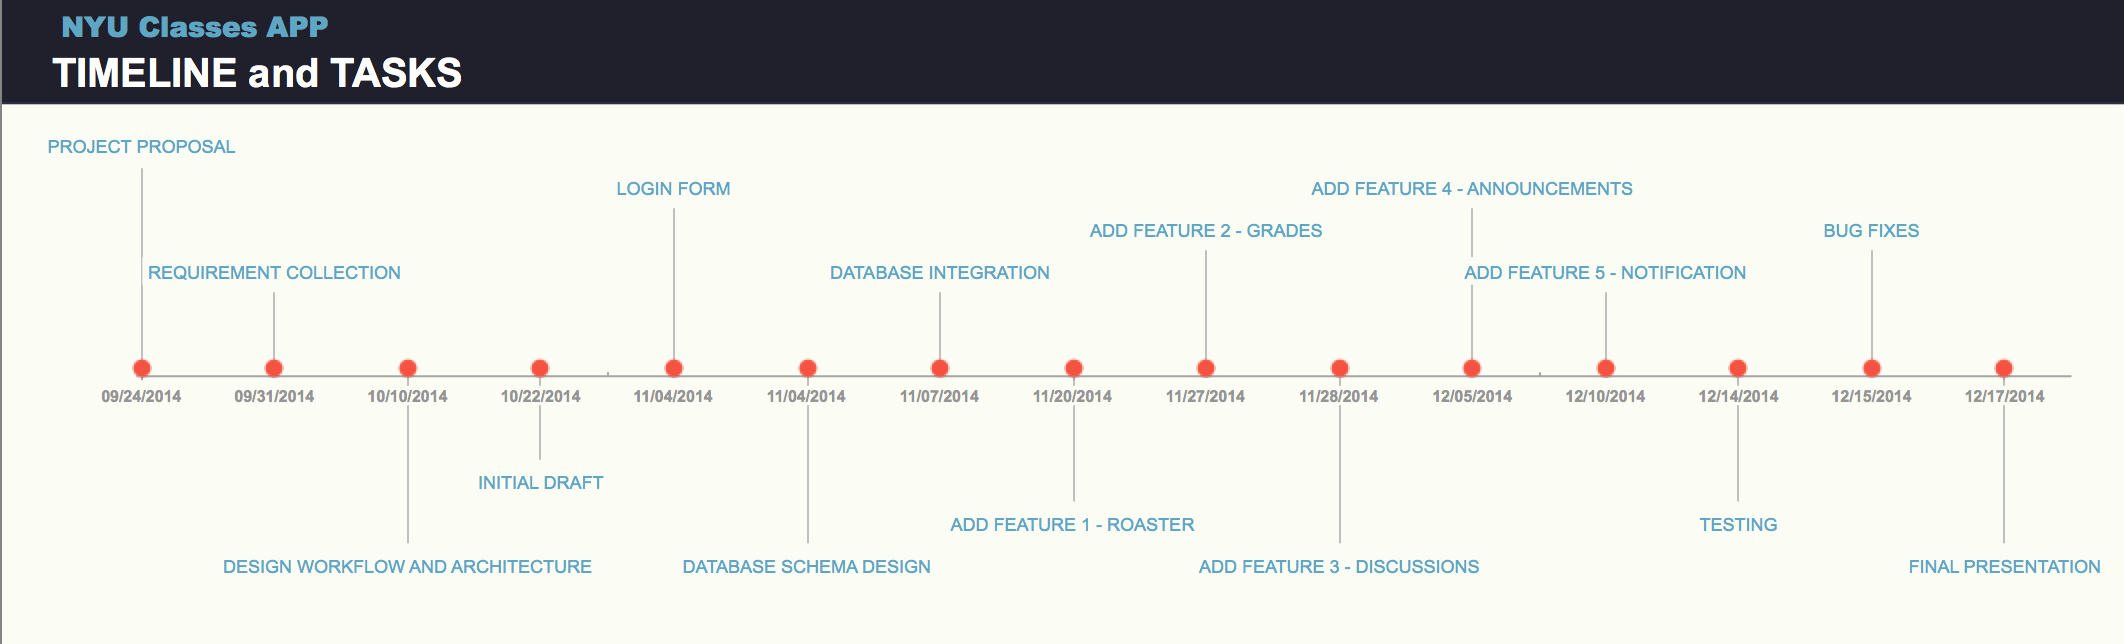 NYU Classes APP
TIMELINE and TASKS
PROJECT PROPOSAL
LOGIN FORM
ADD FEATURE 4 - ANNOUNCEMENTS
ADD FEATURE 2 - GRADES
BUG FIXES
REQUIREMENT COLLECTION
DATABASE INTEGRATION
ADD FEATURE 5 - NOTIFICATION
09/24/2014
09/31/2014
10/10/2014
10/22/2014
11/04/2014
11/04/2014
11/07/2014
11/20/2014
11/27/2014
11/28/2014
12/05/2014
12/10/2014
12/14/2014
12/15/2014
12/17/2014
INITIAL DRAFT
ADD FEATURE 1 - ROASTER
TESTING
DESIGN WORKFLOW AND ARCHITECTURE
DATABASE SCHEMA DESIGN
ADD FEATURE 3 - DISCUSSIONS
FINAL PRESENTATION